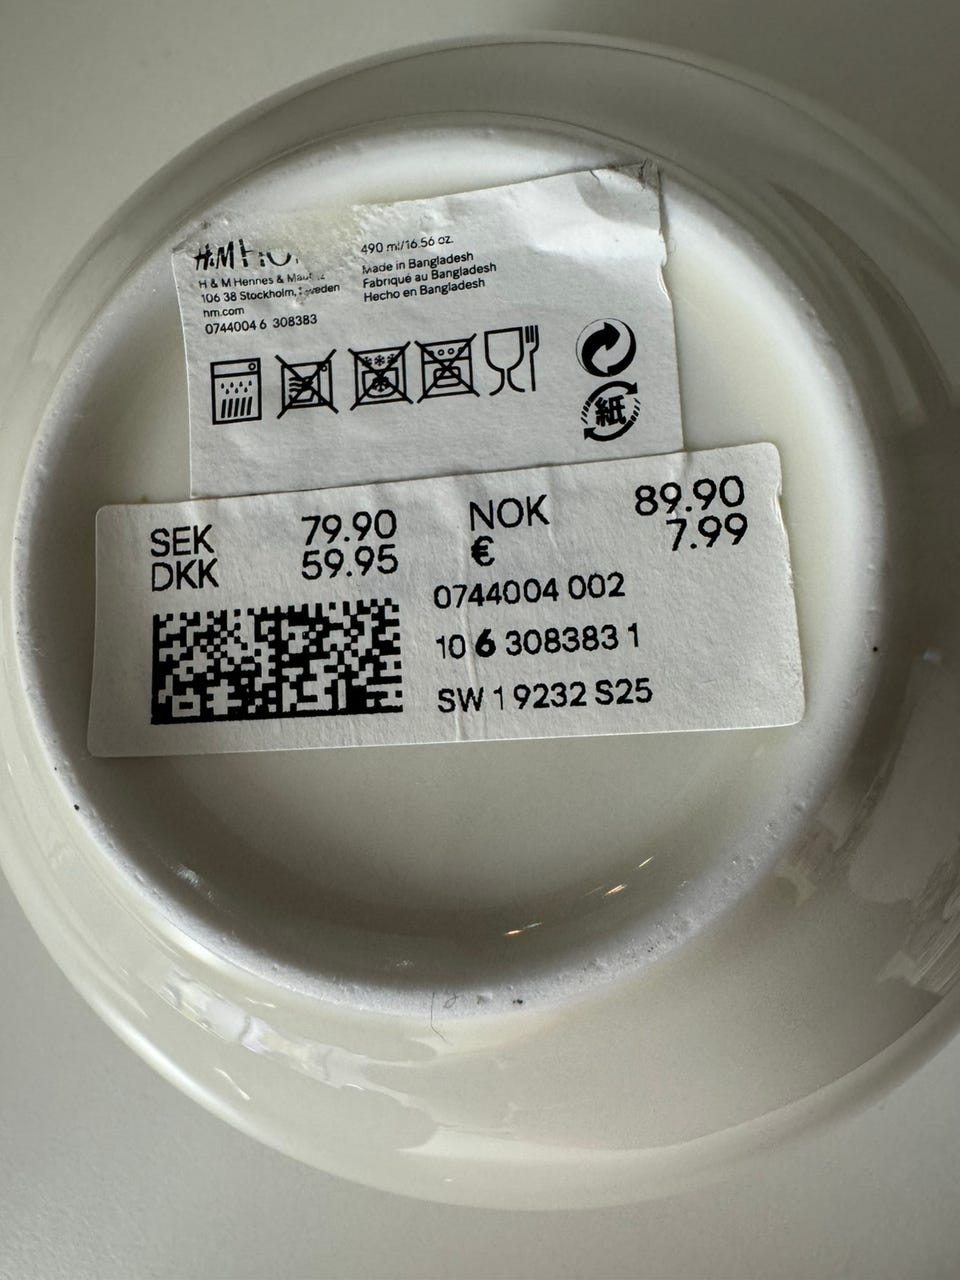 H&M HO
490 ml/16.56 oz.
H & M Hennes &
106 38 Stockholm, Sweden
hm.com
0744004 6 308383
Made in Bangladesh
Fabriqué au Bangladesh
Hecho en Bangladesh
紙
SEK 79.90
DKK 59.95
NOK 89.90
€ 7.99
0744004 002
10 6 308383 1
SW 1 9232 S25